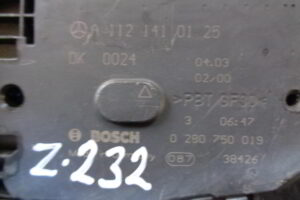 A 112 141 01 25
DK 0024
04.03
02/00
>PBT GF30<
3 06:47
BOSCH
0 280 750 019
Z.232
087
38426